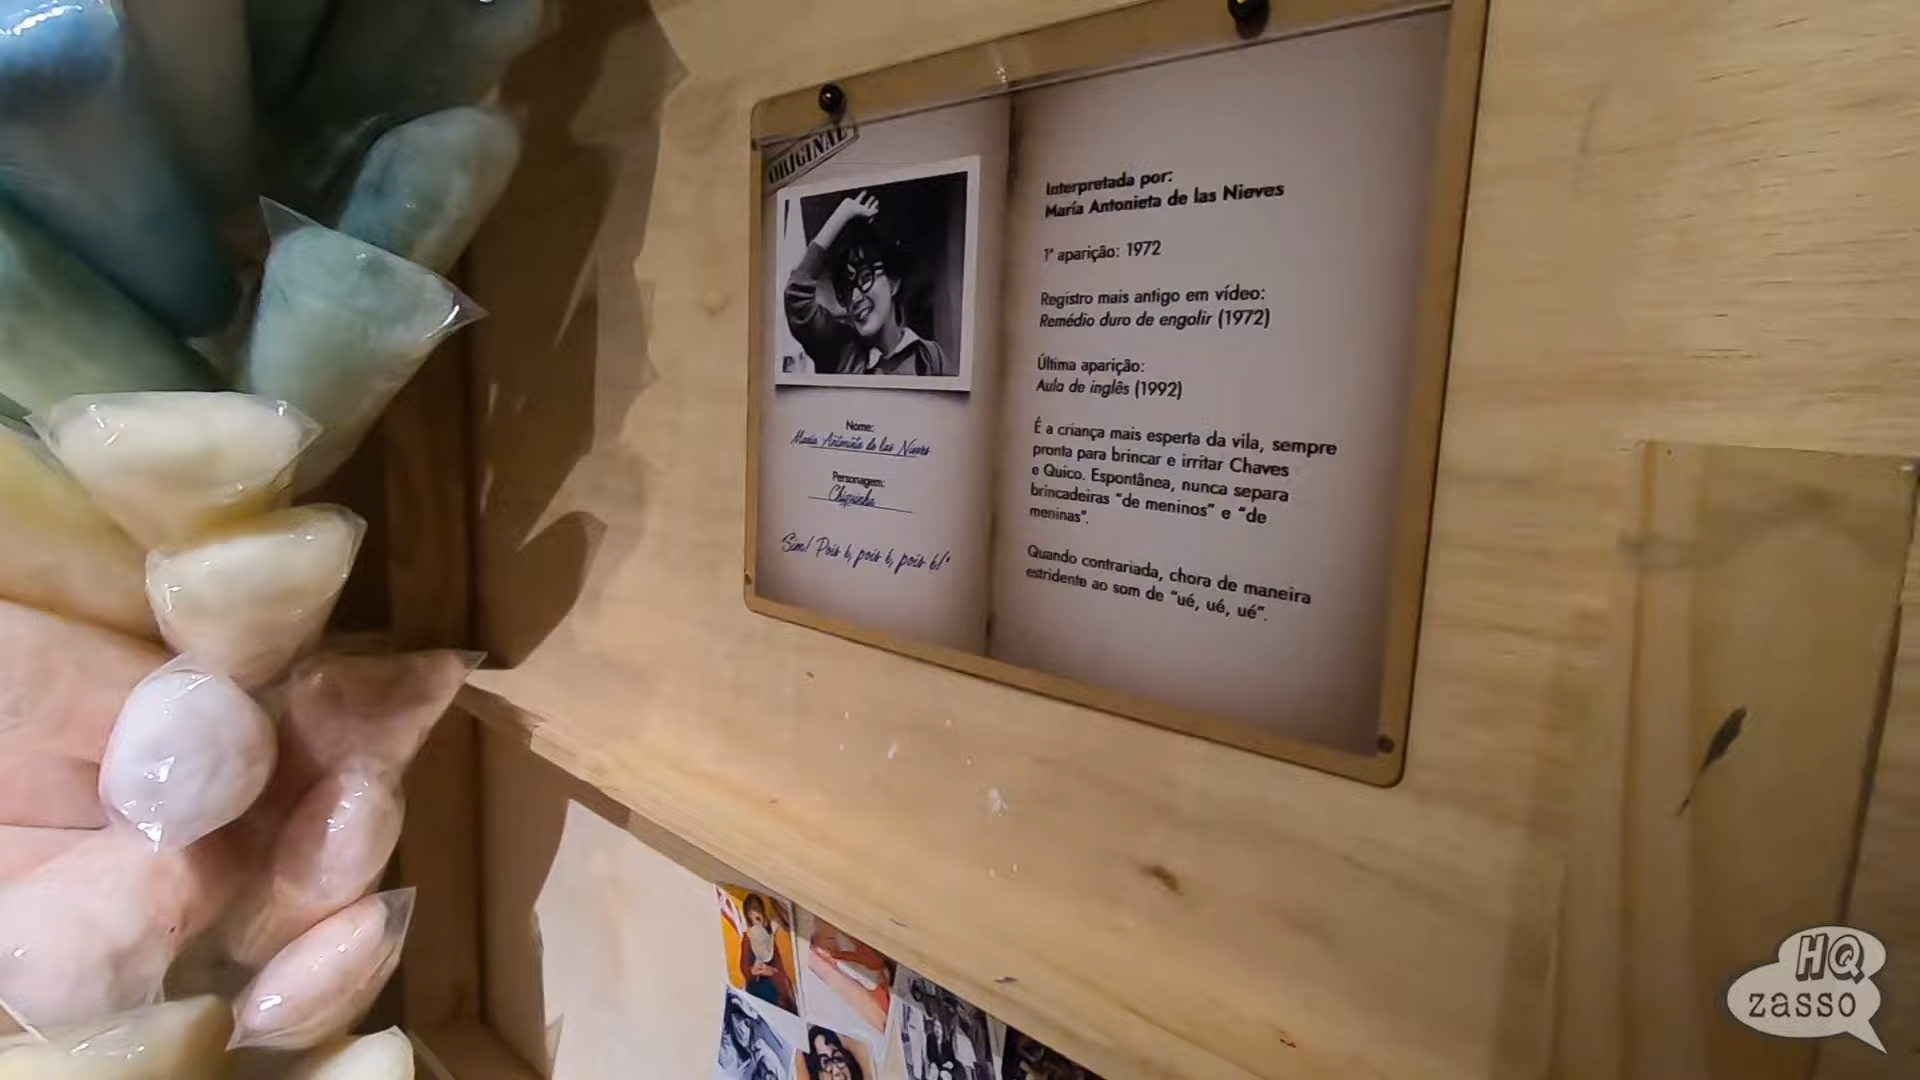 ORIGINAL
Nome:
María Antonieta de las Nieves
Personagem:
Chiquinha
Sim! Pois é, pois é, pois é!"
Interpretada por:
María Antonieta de las Nieves
1ª aparição: 1972
Registro mais antigo em vídeo:
Remédio duro de engolir (1972)
Última aparição:
Aula de inglês (1992)
É a criança mais esperta da vila, sempre
pronta para brincar e irritar Chaves
e Quico. Espontânea, nunca separa
brincadeiras "de meninos" e "de
meninas".
Quando contrariada, chora de maneira
estridente ao som de "ué, ué, ué".
HQ
zasso